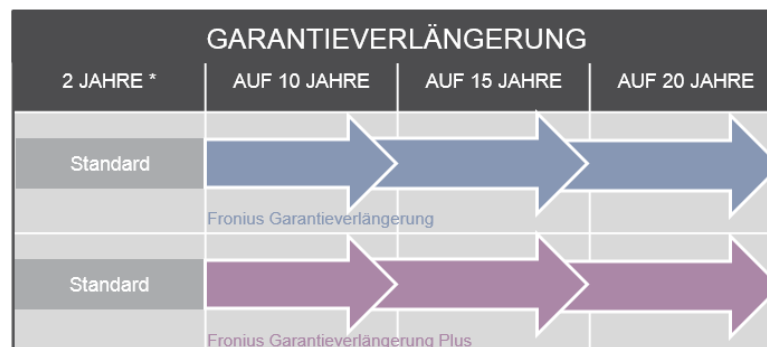 GARANTIEVERLÄNGERUNG
2 JAHRE * AUF 10 JAHRE AUF 15 JAHRE AUF 20 JAHRE
Standard
Fronius Garantieverlängerung
Standard
Fronius Garantieverlängerung Plus